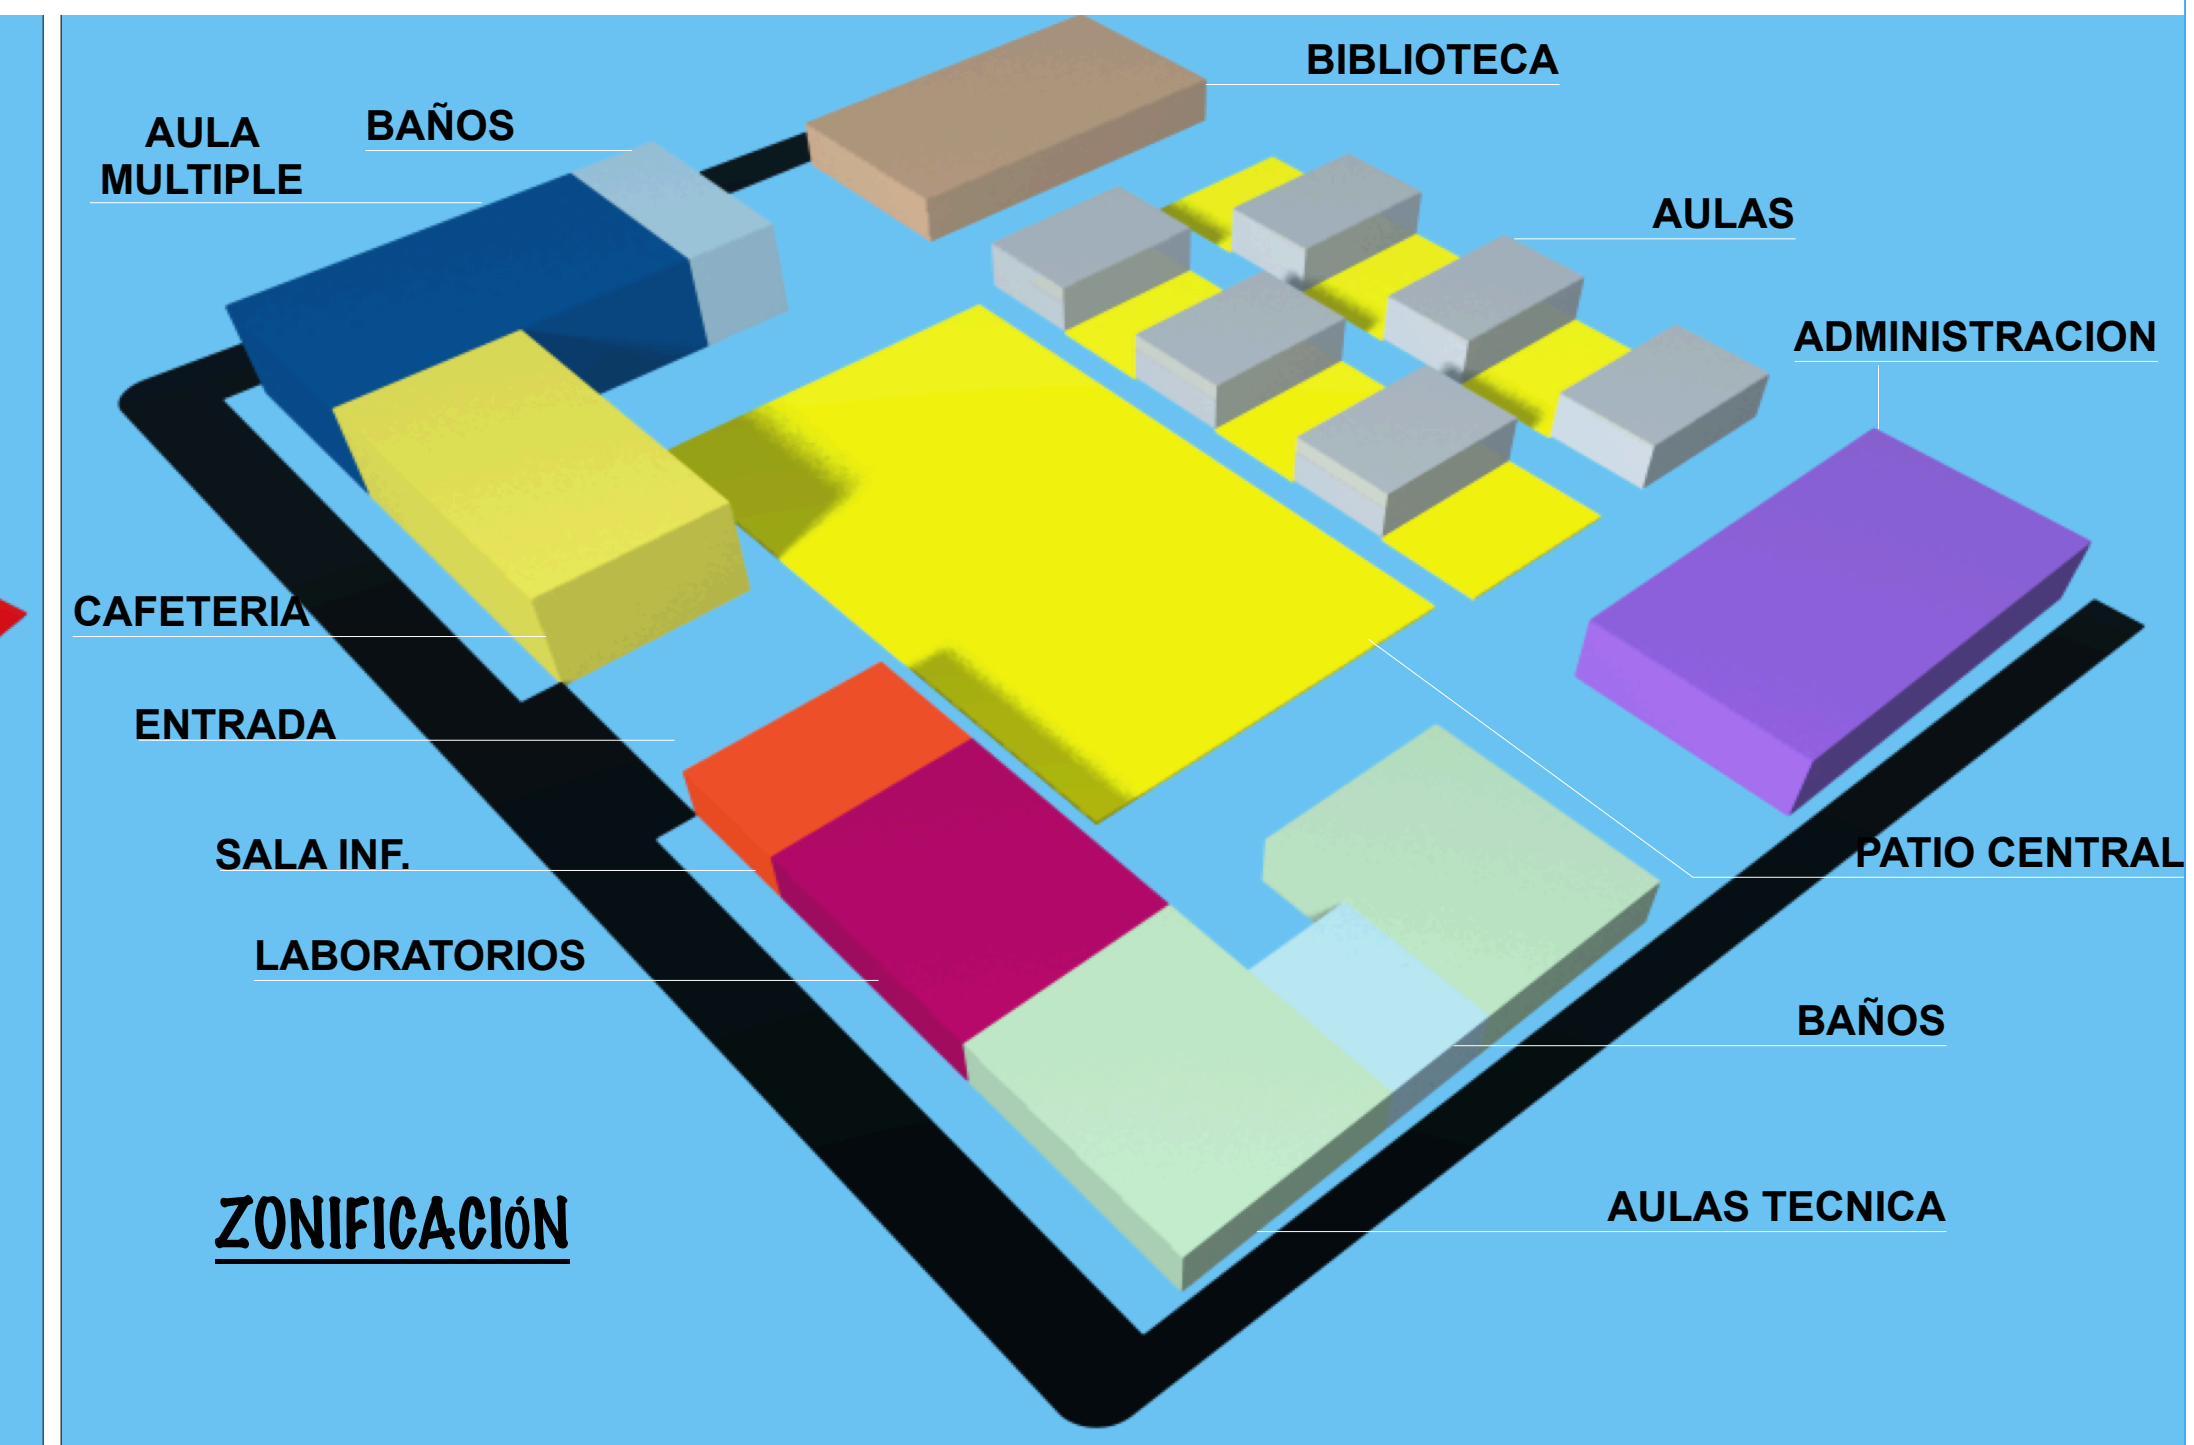 BIBLIOTECA
BAÑOS
AULA
MULTIPLE
AULAS
ADMINISTRACION
CAFETERIA
ENTRADA
SALA INF.
PATIO CENTRAL
LABORATORIOS
BAÑOS
AULAS TECNICA
ZONIFICACIÓN